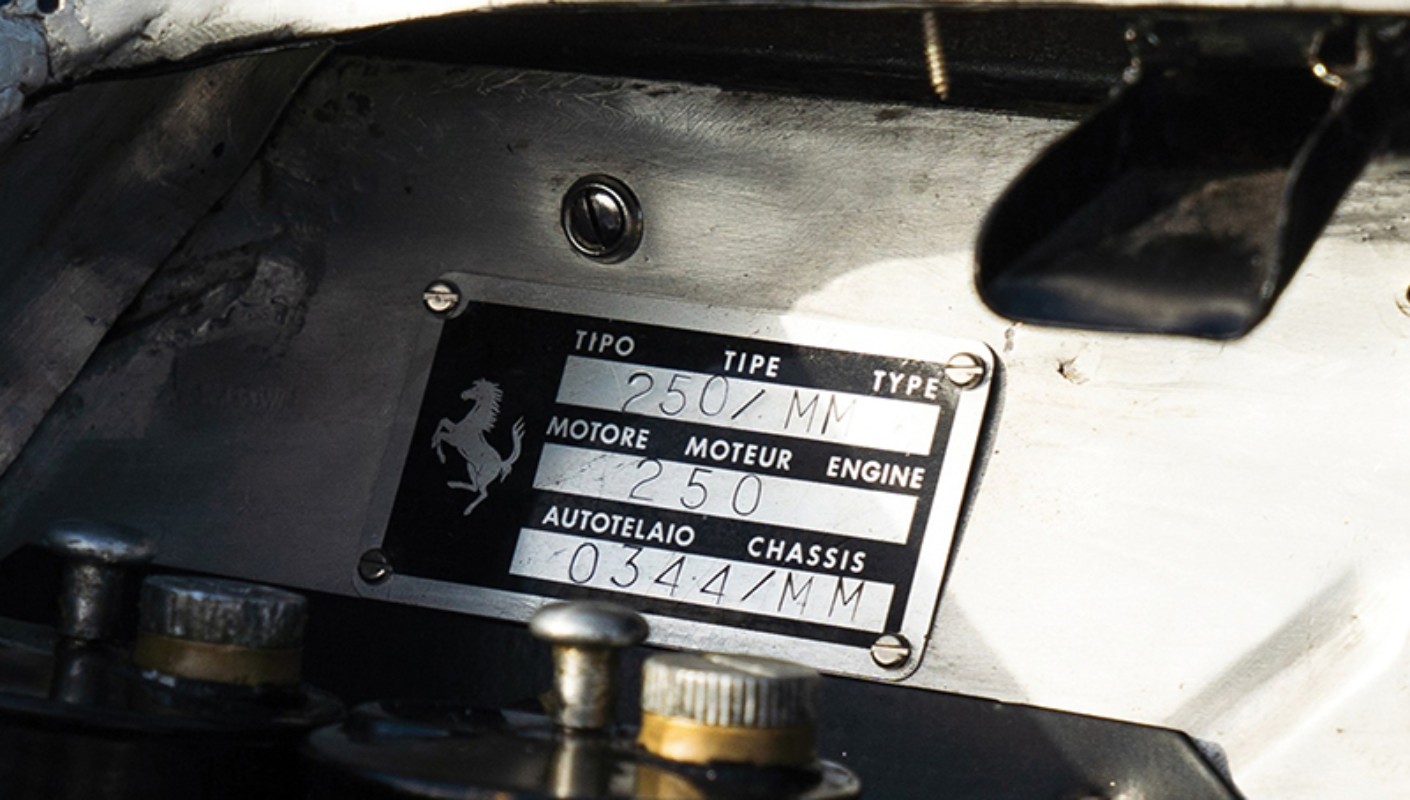 TIPO TIPE TYPE
250/MM
MOTORE MOTEUR ENGINE
250
AUTOTELAIO CHASSIS
0344/MM